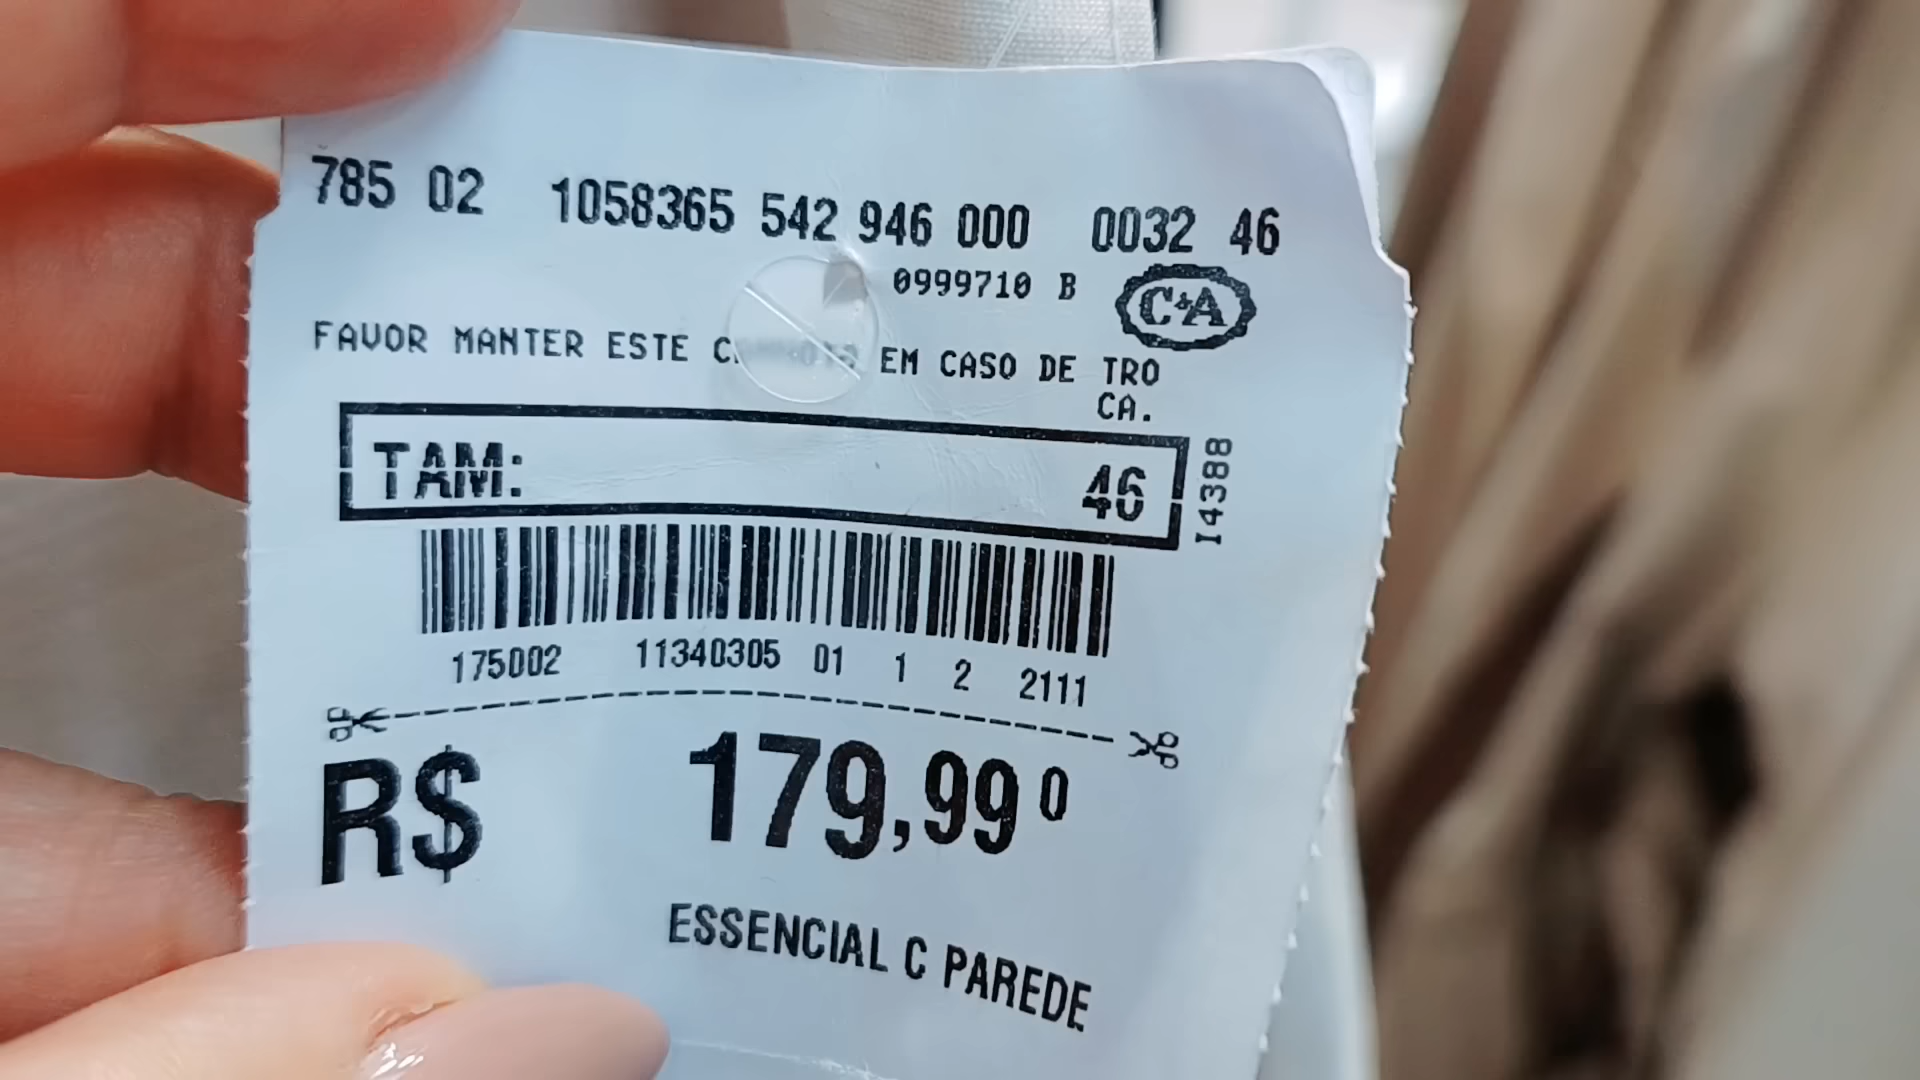 785 02 1058365 542 946 000 0032 46
0999710 B C&A
FAVOR MANTER ESTE EM CASO DE TRO
CA.
TAM: 46
I4388
175002 11340305 01 1 2 2111
R$ 179,99 0
ESSENCIAL C PAREDE